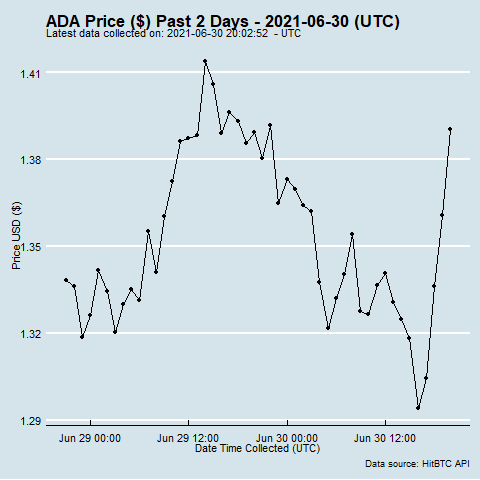 ADA Price ($) Past 2 Days - 2021-06-30 (UTC)
Latest data collected on: 2021-06-30 20:02:52 - UTC
1.41
1.38
1.35
1.32
1.29
Price USD ($)
Jun 29 00:00 Jun 29 12:00 Jun 30 00:00 Jun 30 12:00
Date Time Collected (UTC)
Data source: HitBTC API